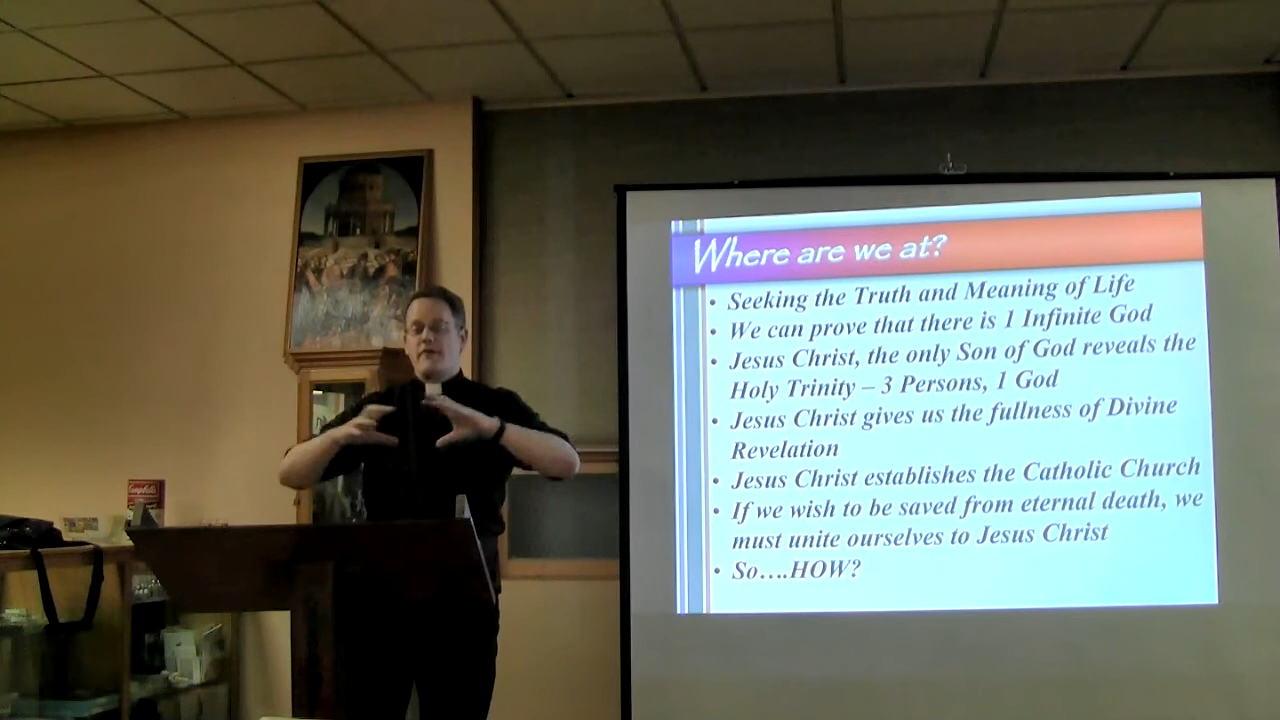 Where are we at?
• Seeking the Truth and Meaning of Life
• We can prove that there is 1 Infinite God
• Jesus Christ, the only Son of God reveals the
Holy Trinity – 3 Persons, 1 God
• Jesus Christ gives us the fullness of Divine
Revelation
• Jesus Christ establishes the Catholic Church
• If we wish to be saved from eternal death, we
must unite ourselves to Jesus Christ
• So....HOW?
Campbell's